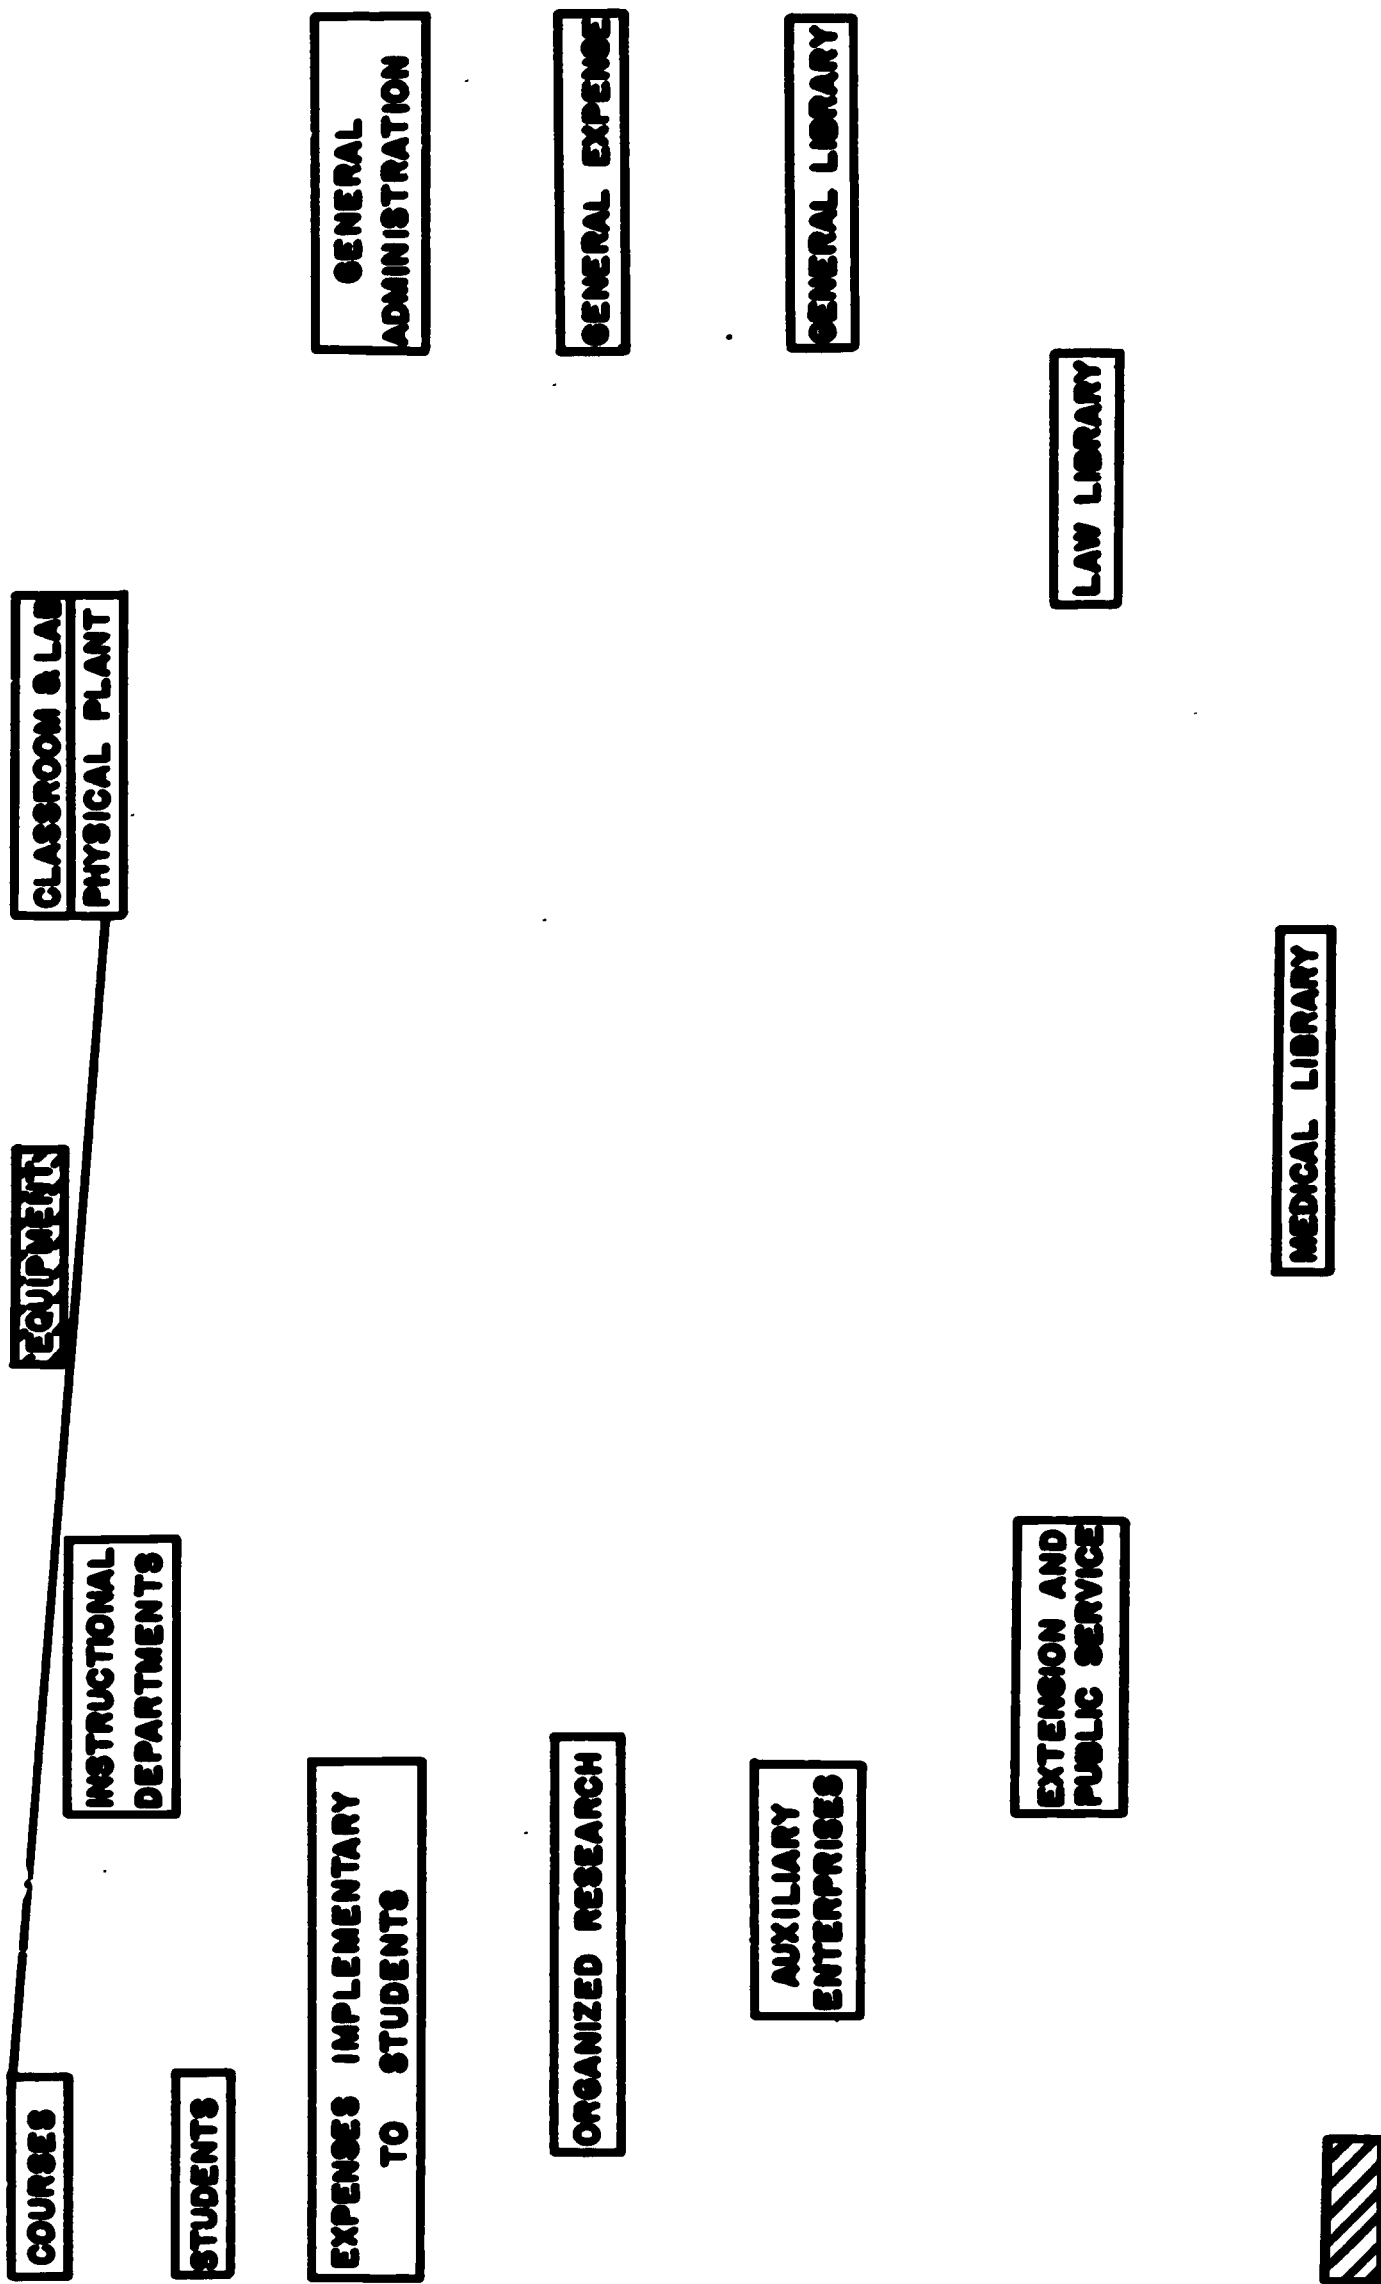 COURSES
EQUIPMENT
CLASSROOM & LAB
PHYSICAL PLANT
INSTRUCTIONAL
DEPARTMENTS
STUDENTS
EXPENSES IMPLEMENTARY
TO STUDENTS
GENERAL
ADMINISTRATION
ORGANIZED RESEARCH
GENERAL EXPENSE
AUXILIARY
ENTERPRISES
GENERAL LIBRARY
EXTENSION AND
PUBLIC SERVICE
LAW LIBRARY
MEDICAL LIBRARY